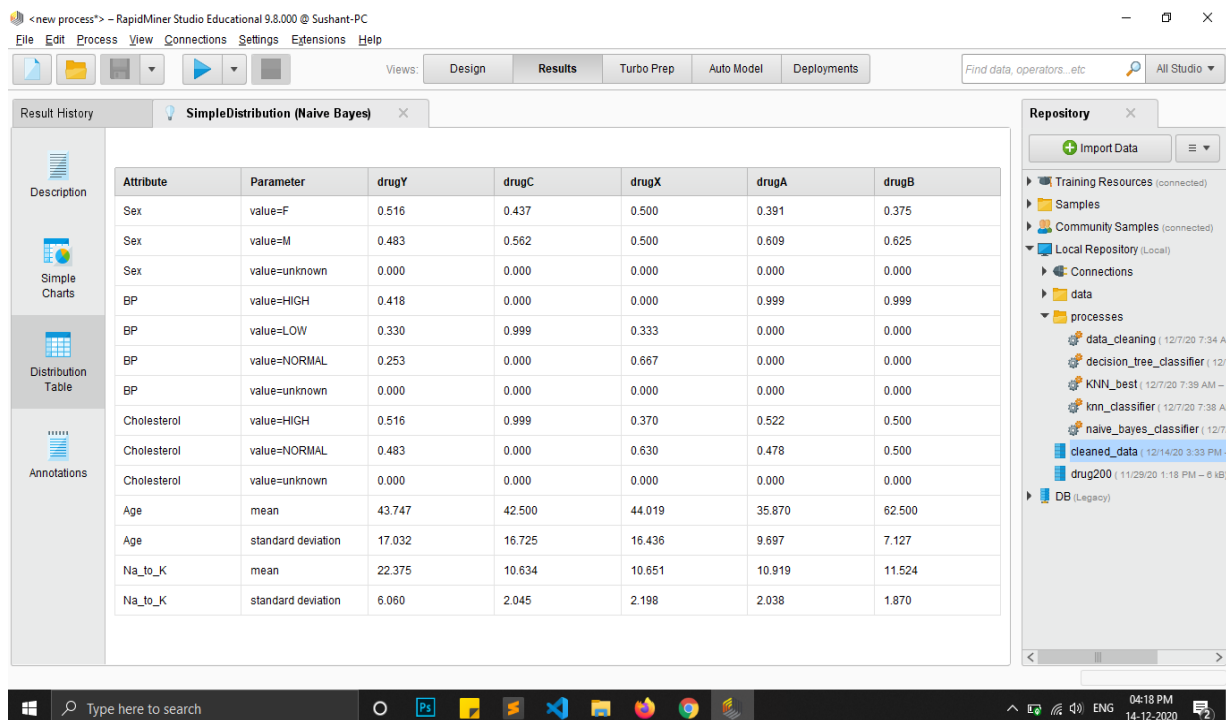 <new process*> – RapidMiner Studio Educational 9.8.000 @ Sushant-PC
File Edit Process View Connections Settings Extensions Help
Views: Design Results Turbo Prep Auto Model Deployments Find data, operators...etc All Studio
Result History SimpleDistribution (Naive Bayes)
Description
Simple Charts
Distribution Table
Annotations
Attribute Parameter drugY drugC drugX drugA drugB
Sex value=F 0.516 0.437 0.500 0.391 0.375
Sex value=M 0.483 0.562 0.500 0.609 0.625
Sex value=unknown 0.000 0.000 0.000 0.000 0.000
BP value=HIGH 0.418 0.000 0.000 0.999 0.999
BP value=LOW 0.330 0.999 0.333 0.000 0.000
BP value=NORMAL 0.253 0.000 0.667 0.000 0.000
BP value=unknown 0.000 0.000 0.000 0.000 0.000
Cholesterol value=HIGH 0.516 0.999 0.370 0.522 0.500
Cholesterol value=NORMAL 0.483 0.000 0.630 0.478 0.500
Cholesterol value=unknown 0.000 0.000 0.000 0.000 0.000
Age mean 43.747 42.500 44.019 35.870 62.500
Age standard deviation 17.032 16.725 16.436 9.697 7.127
Na_to_K mean 22.375 10.634 10.651 10.919 11.524
Na_to_K standard deviation 6.060 2.045 2.198 2.038 1.870
Repository
Import Data
Training Resources (connected)
Samples
Community Samples (connected)
Local Repository (Local)
Connections
data
processes
data_cleaning ( 12/7/20 7:34 A
decision_tree_classifier ( 12/
KNN_best ( 12/7/20 7:39 AM –
knn_classifier ( 12/7/20 7:38 A
naive_bayes_classifier ( 12/7
cleaned_data ( 12/14/20 3:33 PM -
drug200 ( 11/29/20 1:18 PM – 6 kB)
DB (Legacy)
Type here to search
Ps
ENG
04:18 PM
14-12-2020
2